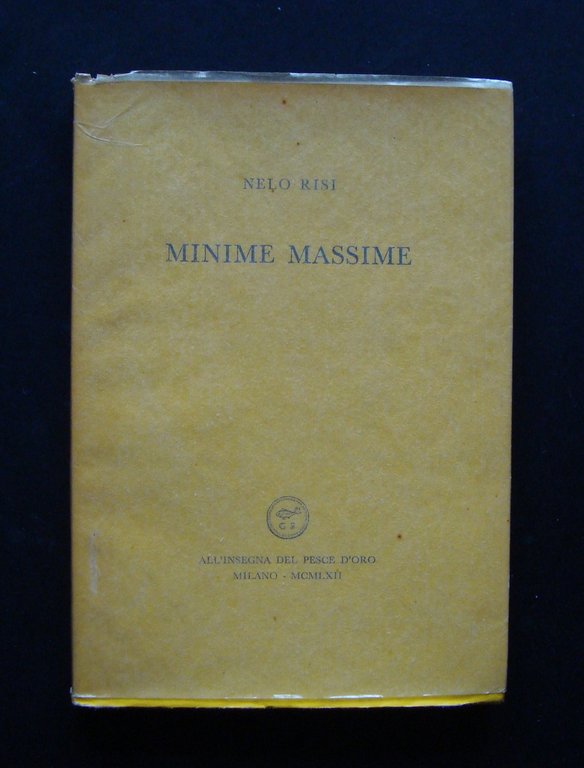 NELO RISI
MINIME MASSIME
G S
ALL'INSEGNA DEL PESCE D'ORO
MILANO - MCMLXII